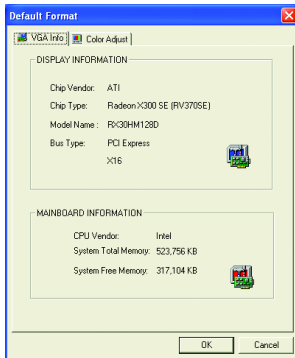 Default Format
VGA Info Color Adjust
DISPLAY INFORMATION
Chip Vendor: ATI
Chip Type: Radeon X300 SE (RV370SE)
Model Name : RX30HM128D
Bus Type: PCI Express
X16
MAINBOARD INFORMATION
CPU Vendor: Intel
System Total Memory: 523,756 KB
System Free Memory: 317,104 KB
OK Cancel